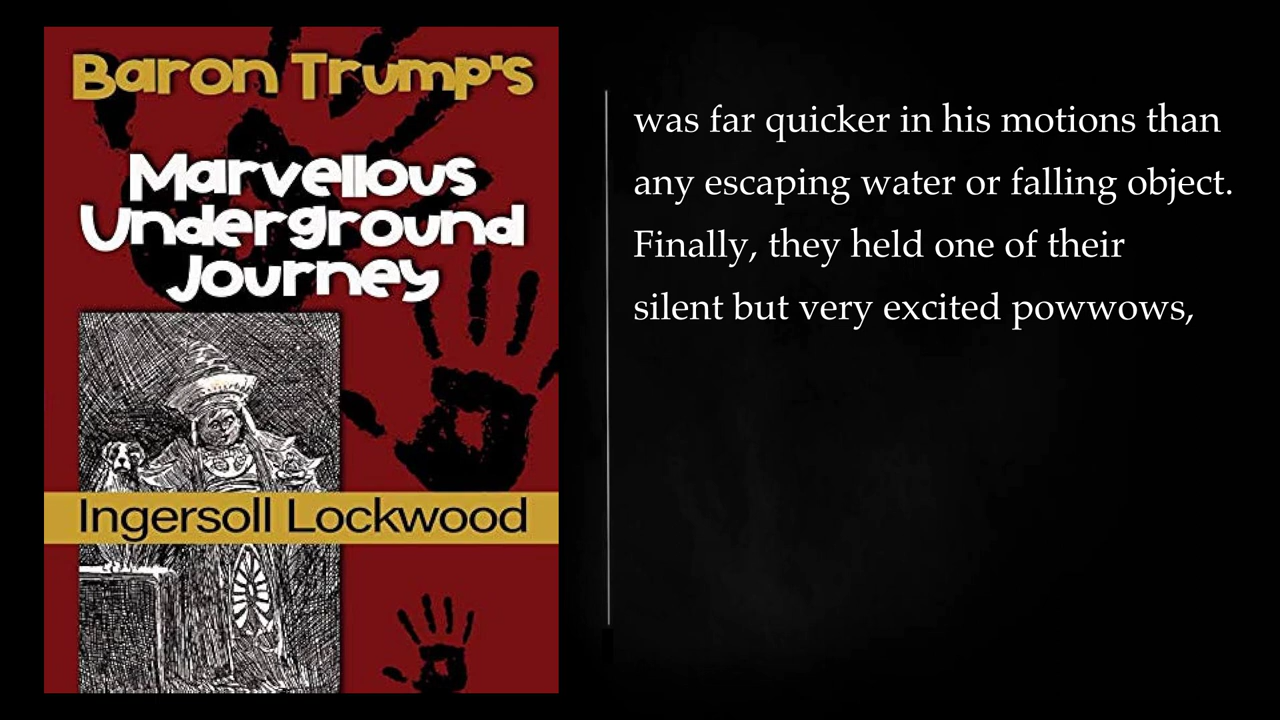 Baron Trump's
Marvellous
Underground
Journey
Ingersoll Lockwood
was far quicker in his motions than
any escaping water or falling object.
Finally, they held one of their
silent but very excited powwows,